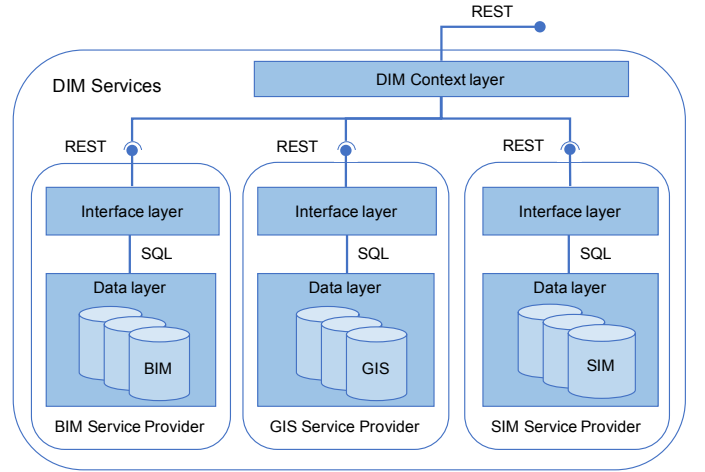 REST
DIM Context layer
DIM Services
REST
REST
REST
Interface layer
Interface layer
Interface layer
SQL
SQL
SQL
Data layer
Data layer
Data layer
BIM
GIS
SIM
BIM Service Provider
GIS Service Provider
SIM Service Provider